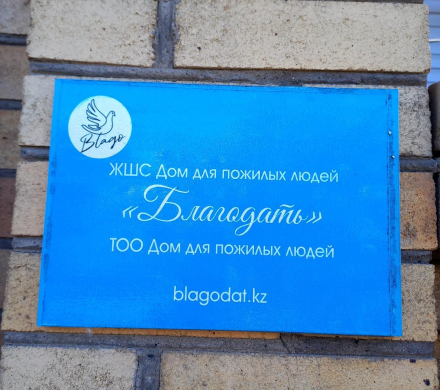 Blago
ЖШС Дом для пожилых людей
«Благодать»
ТОО Дом для пожилых людей
blagodat.kz